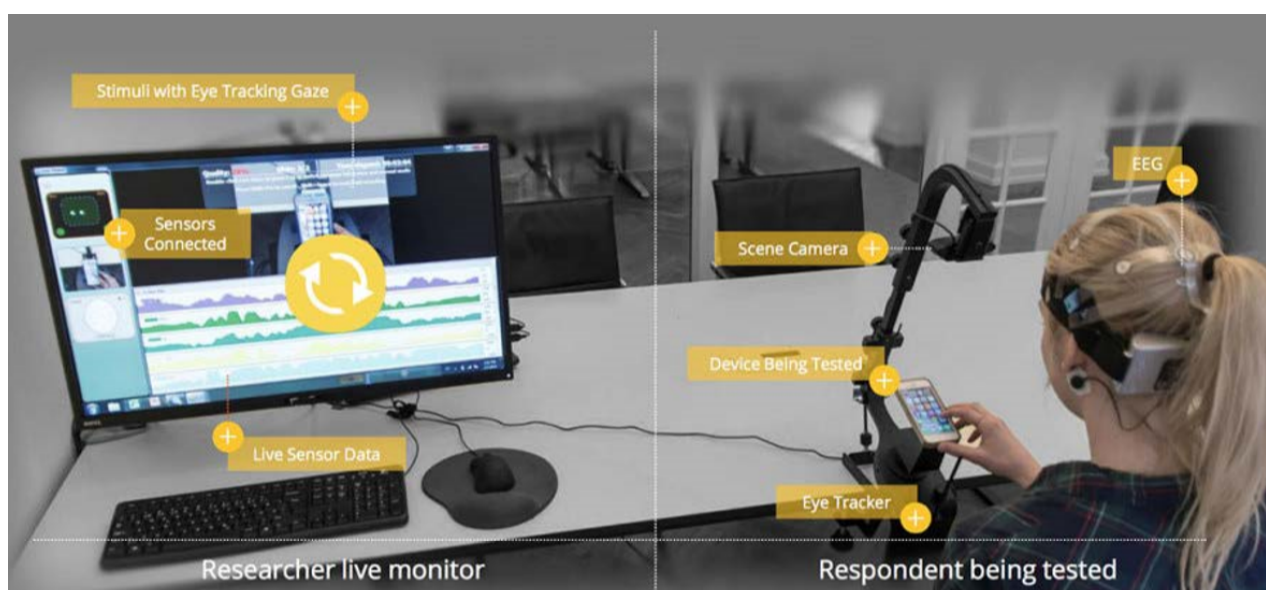 Stimuli with Eye Tracking Gaze
Sensors
Connected
Live Sensor Data
EEG
Scene Camera
Device Being Tested
Eye Tracker
Researcher live monitor
Respondent being tested